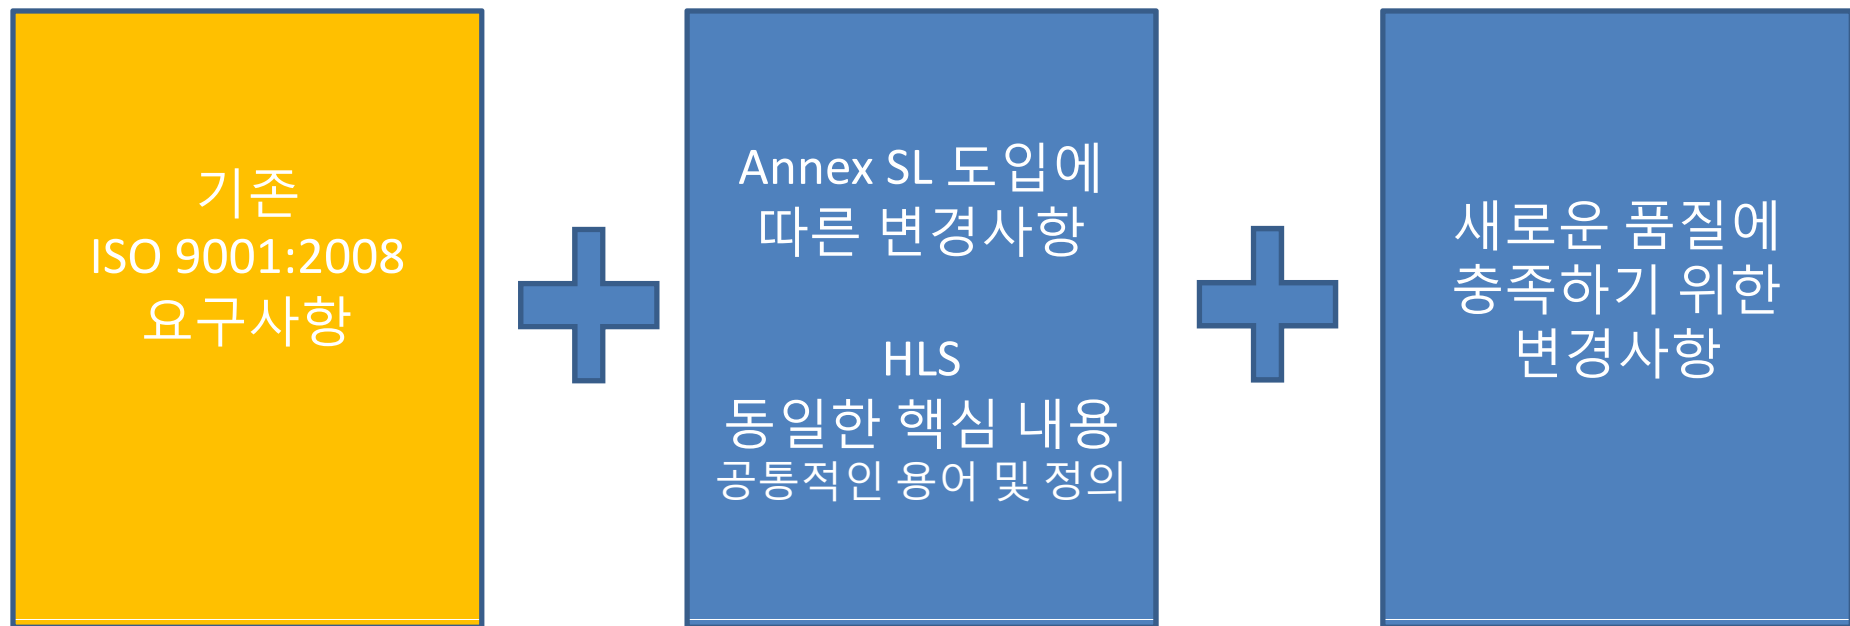 기존
ISO 9001:2008
요구사항
Annex SL 도입에
따른 변경사항
HLS
동일한 핵심 내용
공통적인 용어 및 정의
새로운 품질에
충족하기 위한
변경사항